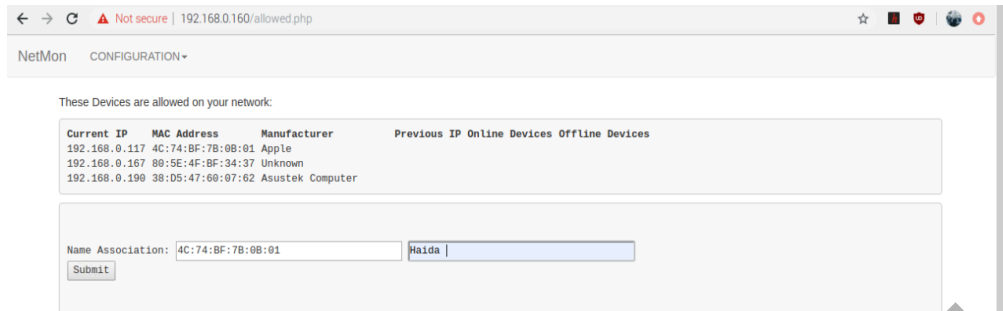 Not secure | 192.168.0.160/allowed.php
NetMon CONFIGURATION
These Devices are allowed on your network:
Current IP MAC Address Manufacturer Previous IP Online Devices Offline Devices
192.168.0.117 4C:74:BF:7B:0B:01 Apple
192.168.0.167 80:5E:4F:BF:34:37 Unknown
192.168.0.190 38:D5:47:60:07:62 Asustek Computer
Name Association: 4C:74:BF:7B:0B:01 Haida
Submit